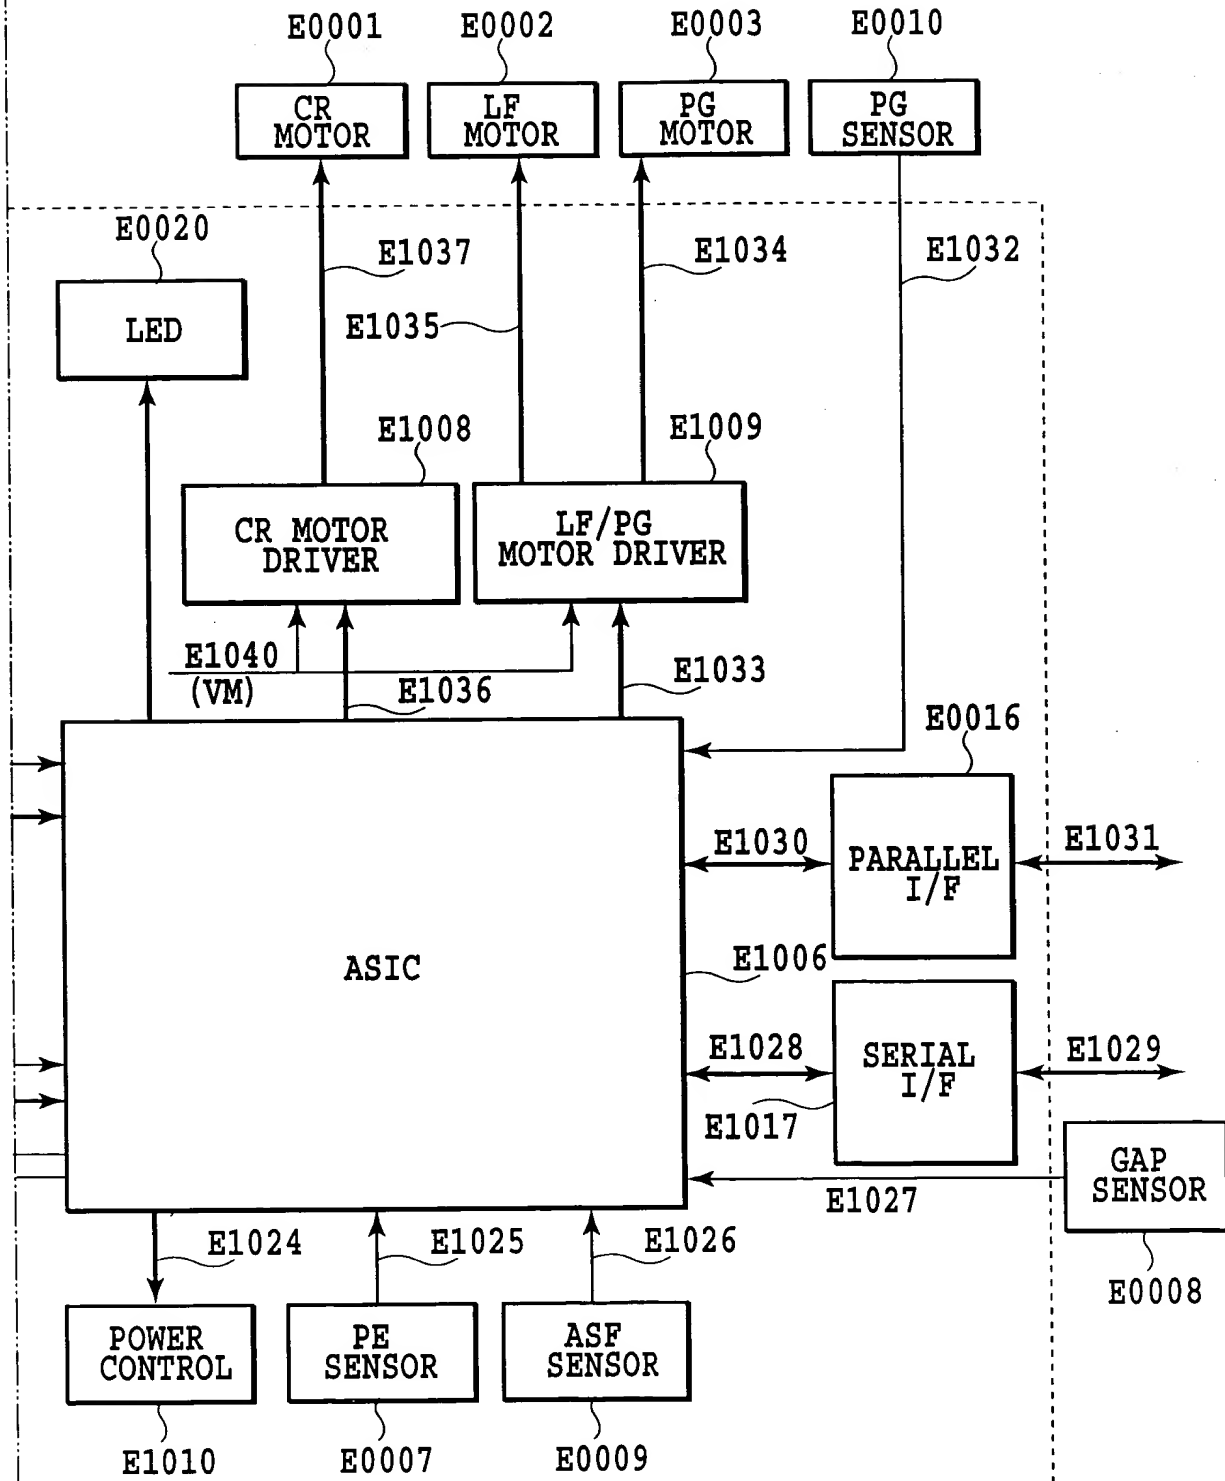 E0001
E0002
E0003
E0010
CR
MOTOR
LF
MOTOR
PG
MOTOR
PG
SENSOR
E0020
E1037
E1034
E1032
LED
E1035
E1008
E1009
CR MOTOR
DRIVER
LF/PG
MOTOR DRIVER
E1040
(VM)
E1036
E1033
E0016
E1030
PARALLEL
I/F
E1031
ASIC
E1006
E1028
SERIAL
I/F
E1029
E1017
GAP
SENSOR
E1027
E1024
E1025
E1026
E0008
POWER
CONTROL
PE
SENSOR
ASF
SENSOR
E1010
E0007
E0009